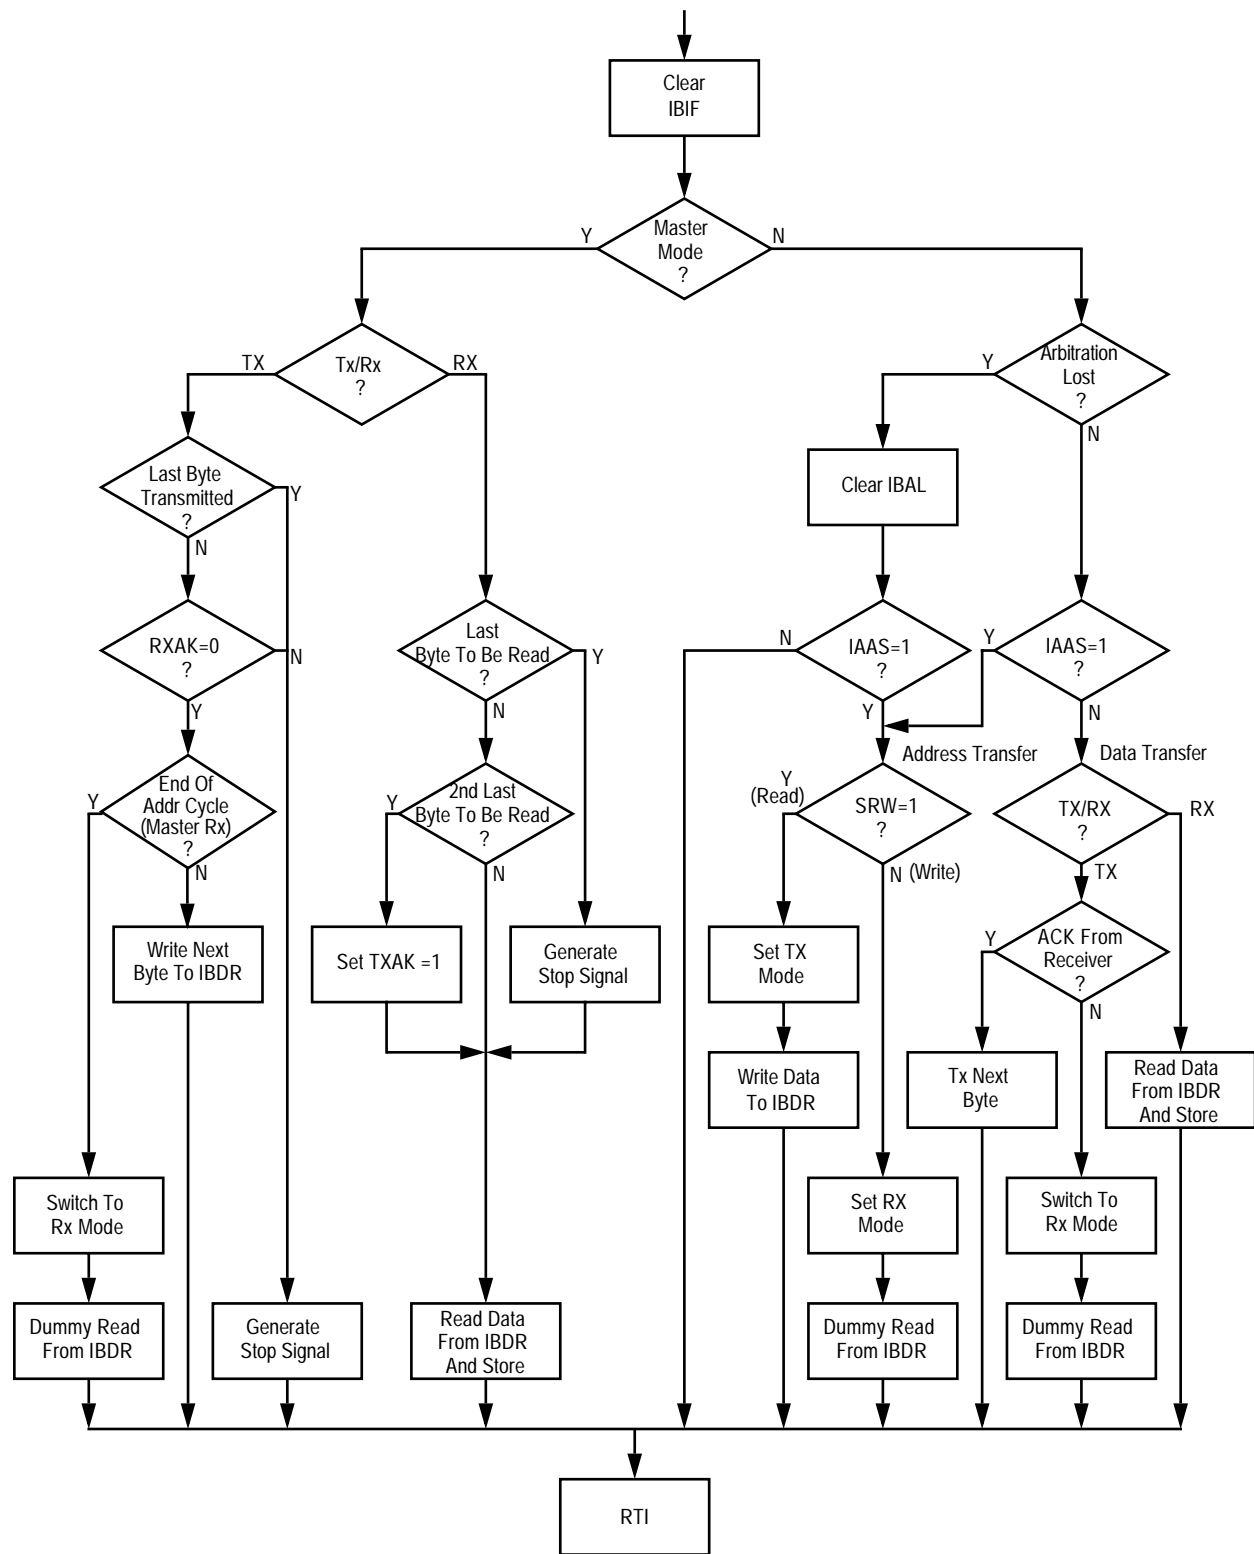 Clear
IBIF
Master
Mode
?
Y
N
Tx/Rx
?
TX
RX
Arbitration
Lost
?
Y
N
Last Byte
Transmitted
?
Y
N
Clear IBAL
RXAK=0
?
N
Y
Last
Byte To Be Read
?
Y
N
IAAS=1
?
N
Y
IAAS=1
?
Y
N
Address Transfer
Data Transfer
End Of
Addr Cycle
(Master Rx)
?
Y
N
2nd Last
Byte To Be Read
?
Y
N
Y
(Read)
SRW=1
?
N (Write)
TX/RX
?
RX
TX
Write Next
Byte To IBDR
Set TXAK =1
Generate
Stop Signal
Set TX
Mode
ACK From
Receiver
?
Y
N
Write Data
To IBDR
Tx Next
Byte
Read Data
From IBDR
And Store
Switch To
Rx Mode
Set RX
Mode
Switch To
Rx Mode
Dummy Read
From IBDR
Generate
Stop Signal
Read Data
From IBDR
And Store
Dummy Read
From IBDR
Dummy Read
From IBDR
RTI